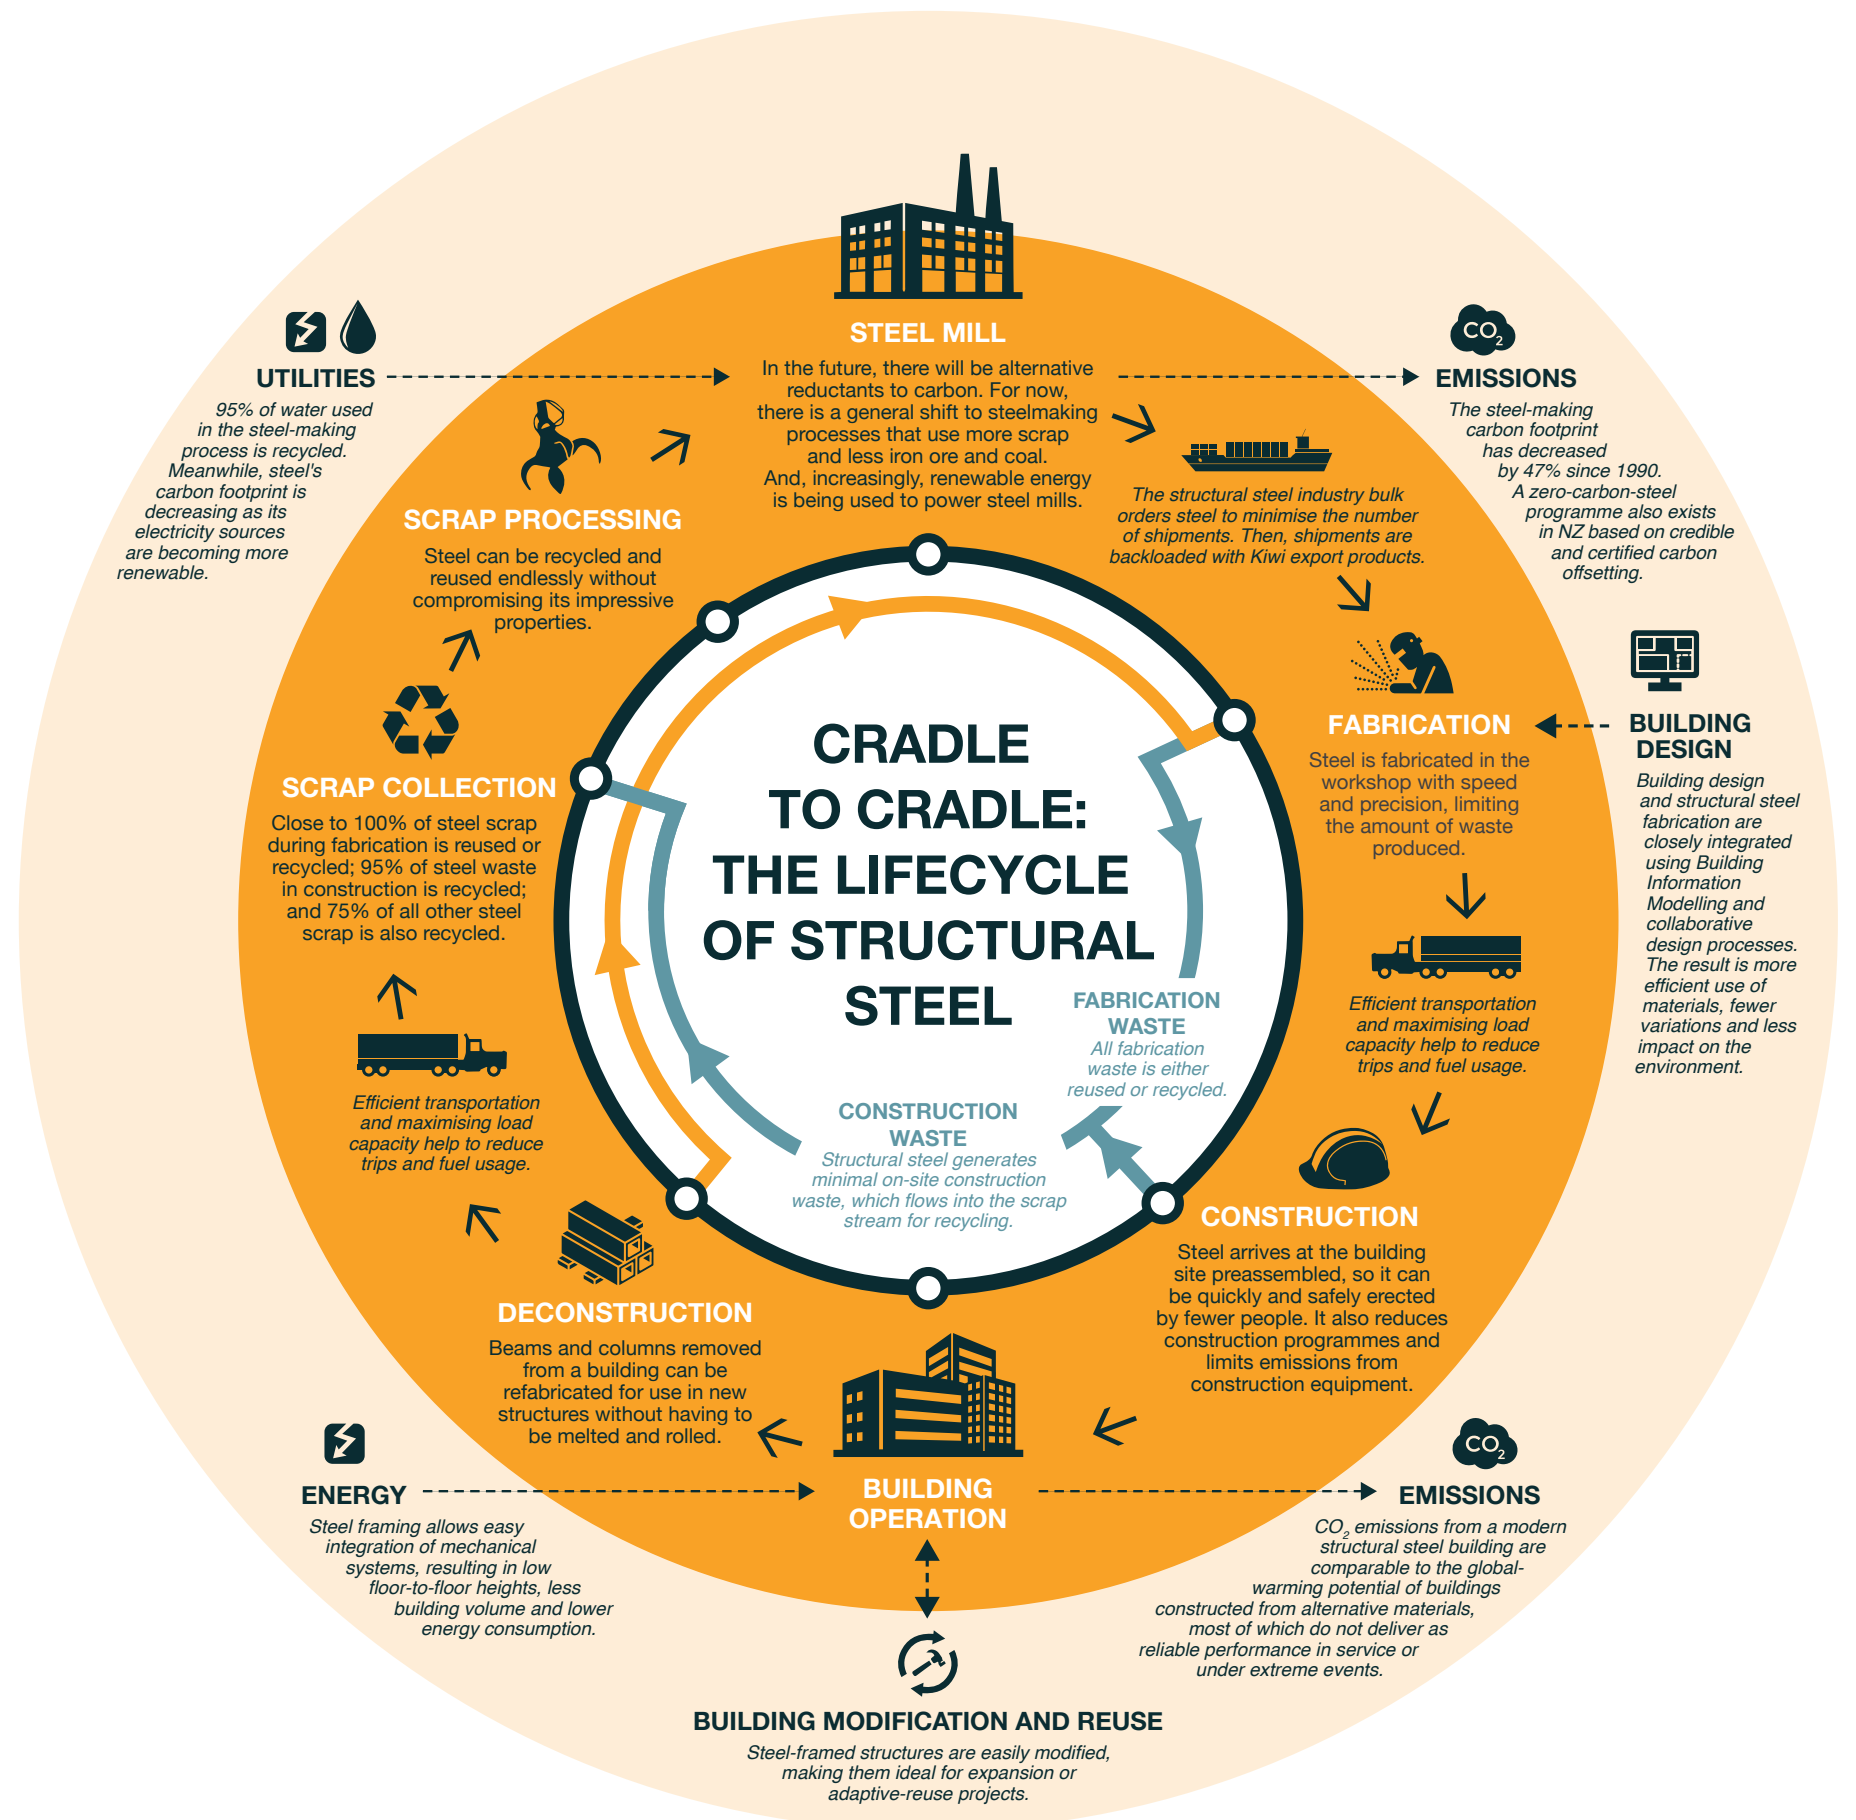 STEEL MILL
In the future, there will be alternative
reductants to carbon. For now,
there is a general shift to steelmaking
processes that use more scrap
and less iron ore and coal.
And, increasingly, renewable energy
is being used to power steel mills.
UTILITIES
95% of water used
in the steel-making
process is recycled.
Meanwhile, steel's
carbon footprint is
decreasing as its
electricity sources
are becoming more
renewable.
CO2
EMISSIONS
The steel-making
carbon footprint
has decreased
by 47% since 1990.
A zero-carbon-steel
programme also exists
in NZ based on credible
and certified carbon
offsetting.
The structural steel industry bulk
orders steel to minimise the number
of shipments. Then, shipments are
backloaded with Kiwi export products.
FABRICATION
Steel is fabricated in the
workshop with speed
and precision, limiting
the amount of waste
produced.
BUILDING
DESIGN
Building design
and structural steel
fabrication are
closely integrated
using Building
Information
Modelling and
collaborative
design processes.
The result is more
efficient use of
materials, fewer
variations and less
impact on the
environment.
Efficient transportation
and maximising load
capacity help to reduce
trips and fuel usage.
CONSTRUCTION
Steel arrives at the building
site preassembled, so it can
be quickly and safely erected
by fewer people. It also reduces
construction programmes and
limits emissions from
construction equipment.
BUILDING
OPERATION
CO2
EMISSIONS
CO2 emissions from a modern
structural steel building are
comparable to the global-
warming potential of buildings
constructed from alternative materials,
most of which do not deliver as
reliable performance in service or
under extreme events.
BUILDING MODIFICATION AND REUSE
Steel-framed structures are easily modified,
making them ideal for expansion or
adaptive-reuse projects.
ENERGY
Steel framing allows easy
integration of mechanical
systems, resulting in low
floor-to-floor heights, less
building volume and lower
energy consumption.
DECONSTRUCTION
Beams and columns removed
from a building can be
refabricated for use in new
structures without having to
be melted and rolled.
Efficient transportation
and maximising load
capacity help to reduce
trips and fuel usage.
SCRAP COLLECTION
Close to 100% of steel scrap
during fabrication is reused or
recycled; 95% of steel waste
in construction is recycled;
and 75% of all other steel
scrap is also recycled.
SCRAP PROCESSING
Steel can be recycled and
reused endlessly without
compromising its impressive
properties.
CRADLE
TO CRADLE:
THE LIFECYCLE
OF STRUCTURAL
STEEL
FABRICATION
WASTE
All fabrication
waste is either
reused or recycled.
CONSTRUCTION
WASTE
Structural steel generates
minimal on-site construction
waste, which flows into the scrap
stream for recycling.